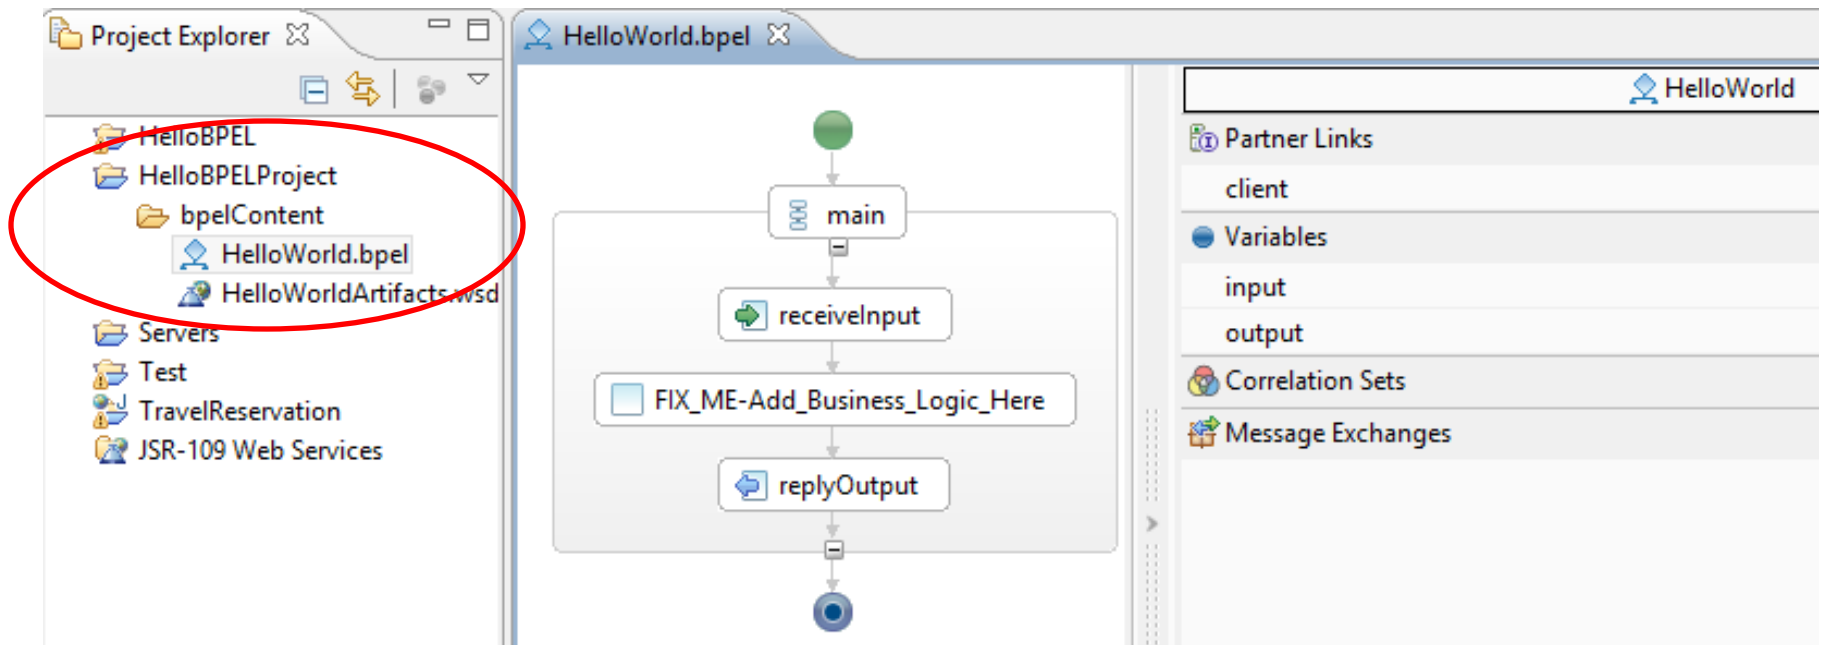 Project Explorer
HelloBPEL
HelloBPELProject
bpelContent
HelloWorld.bpel
HelloWorldArtifacts.wsd
Servers
Test
TravelReservation
JSR-109 Web Services
HelloWorld.bpel
main
receiveInput
FIX_ME-Add_Business_Logic_Here
replyOutput
HelloWorld
Partner Links
client
Variables
input
output
Correlation Sets
Message Exchanges